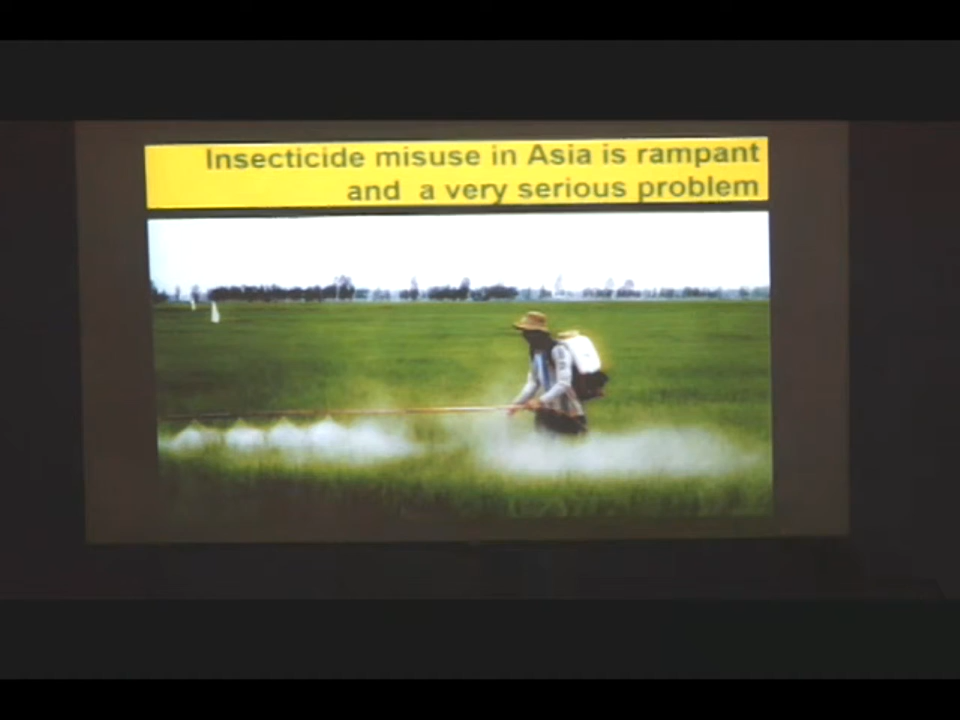 Insecticide misuse in Asia is rampant
and a very serious problem